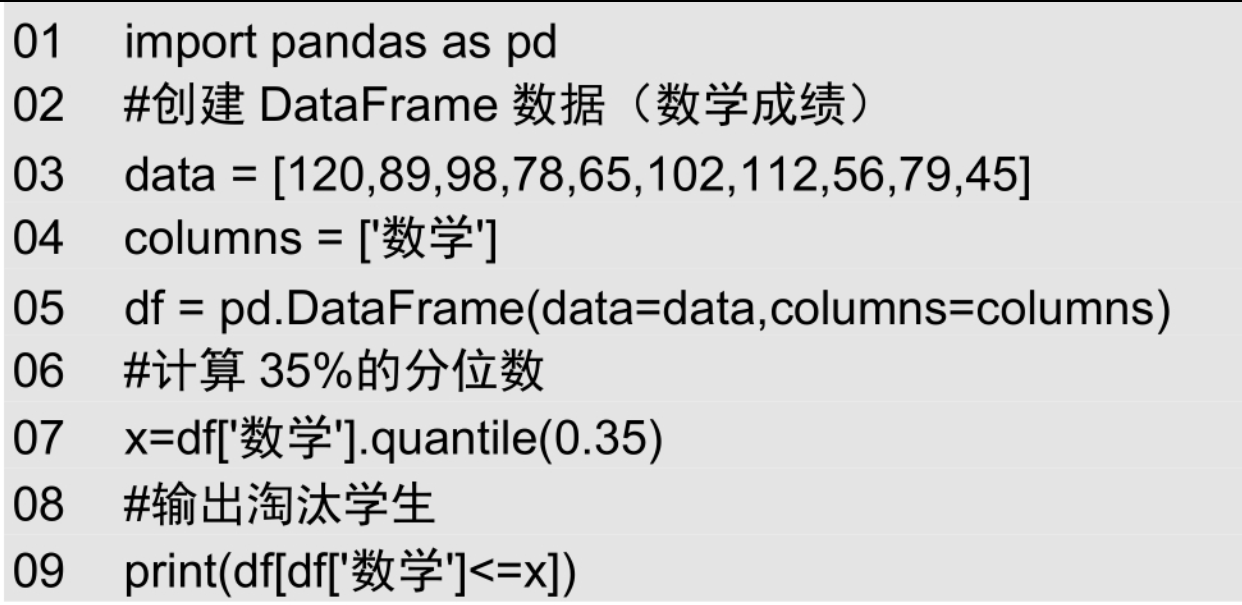 01 import pandas as pd
02 #创建 DataFrame 数据（数学成绩）
03 data = [120,89,98,78,65,102,112,56,79,45]
04 columns = ['数学']
05 df = pd.DataFrame(data=data,columns=columns)
06 #计算 35%的分位数
07 x=df['数学'].quantile(0.35)
08 #输出淘汰学生
09 print(df[df['数学']<=x])